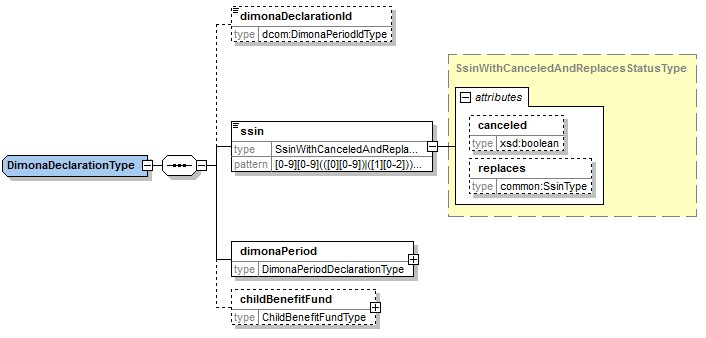 dimonaDeclarationId
type dcom:DimonaPeriodIdType
SsinWithCanceledAndReplacesStatusType
attributes
ssin
canceled
type SsinWithCanceledAndRepla...
type xsd:boolean
DimonaDeclarationType
pattern [0-9][0-9](([0][0-9])|([1][0-2]))...
replaces
type common:SsinType
dimonaPeriod
type DimonaPeriodDeclarationType
childBenefitFund
type ChildBenefitFundType